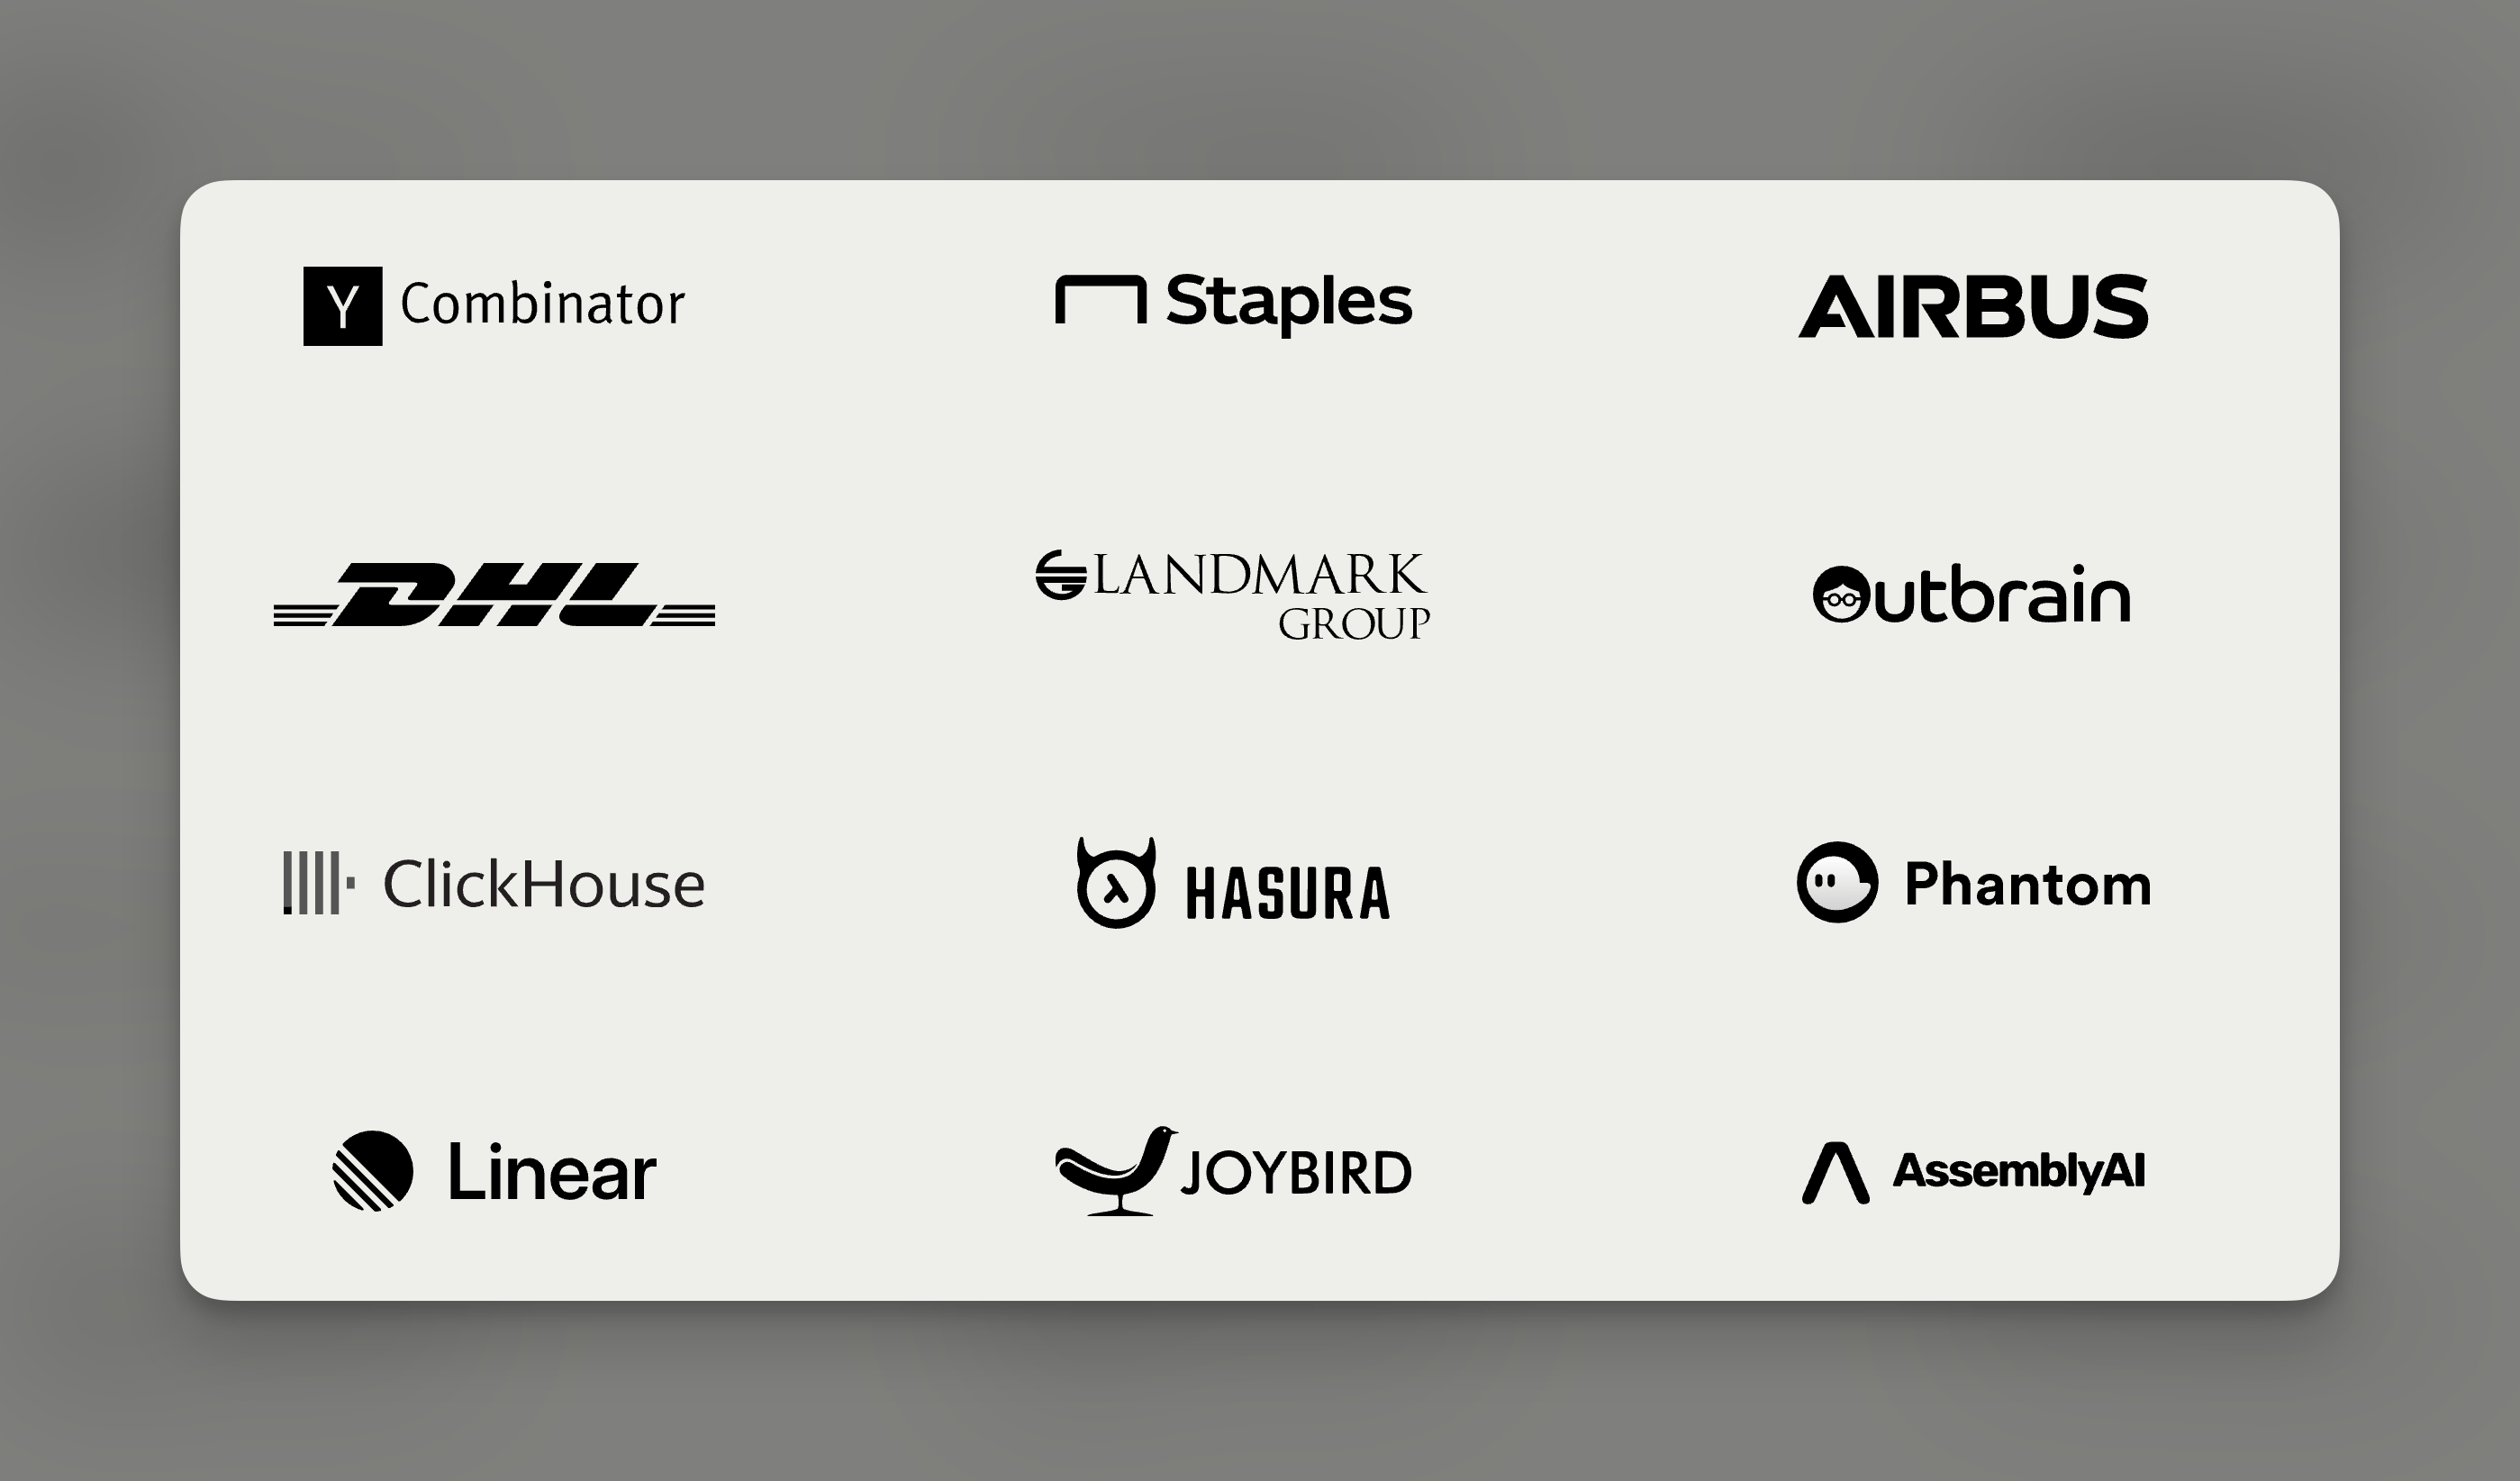 Y Combinator
Staples
AIRBUS
DHL
LANDMARK
GROUP
Outbrain
ClickHouse
HASURA
Phantom
Linear
JOYBIRD
AssemblyAI